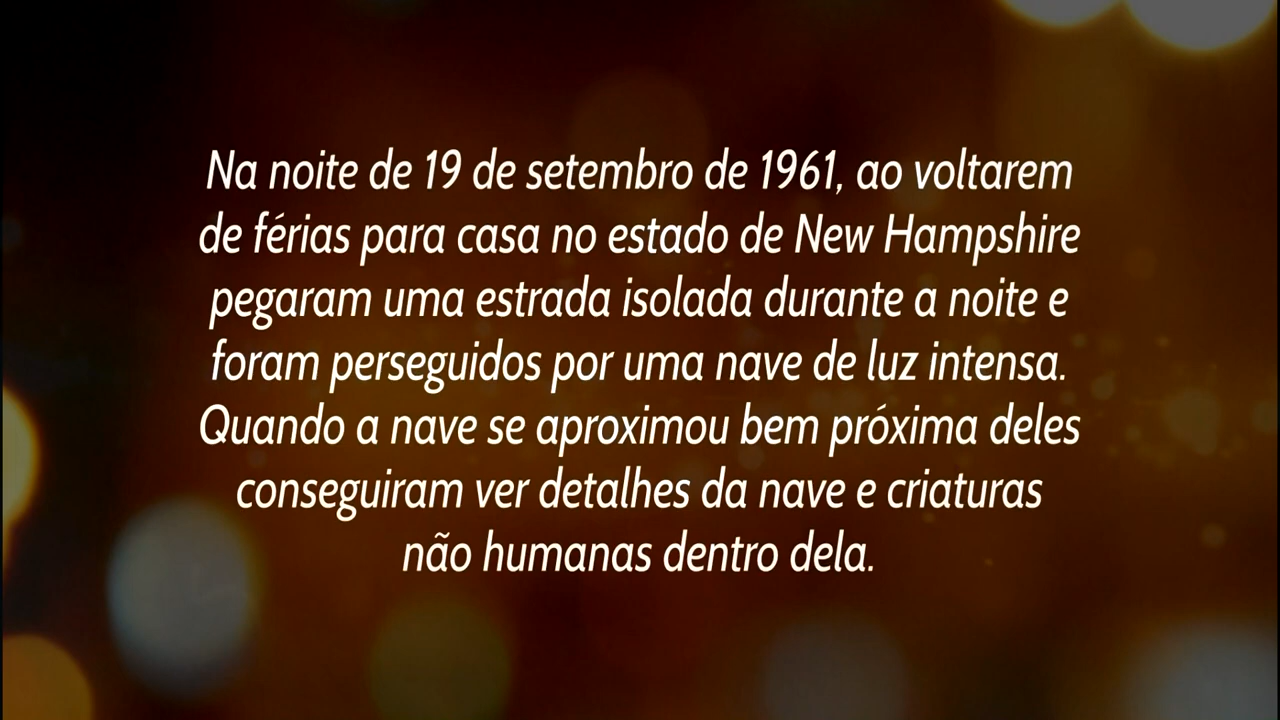 Na noite de 19 de setembro de 1961, ao voltarem
de férias para casa no estado de New Hampshire
pegaram uma estrada isolada durante a noite e
foram perseguidos por uma nave de luz intensa.
Quando a nave se aproximou bem próxima deles
conseguiram ver detalhes da nave e criaturas
não humanas dentro dela.